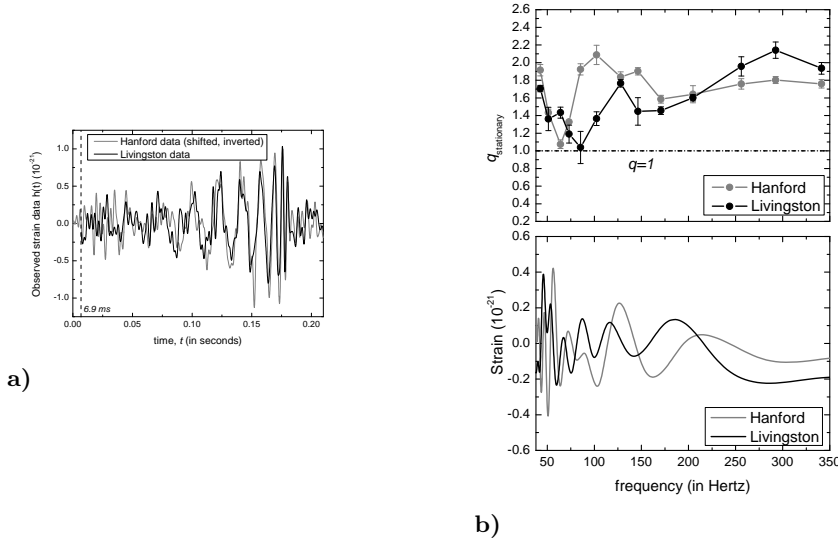 Observed strain data h(t) (10^-21)
1.0
0.5
0.0
-0.5
-1.0
Hanford data (shifted, inverted)
Livingston data
6.9 ms
0.00 0.05 0.10 0.15 0.20
time, t (in seconds)
a)
q_stationary
2.4
2.2
2.0
1.8
1.6
1.4
1.2
1.0
0.8
0.6
0.4
0.2
q=1
Hanford
Livingston
Strain (10^-21)
0.6
0.4
0.2
0.0
-0.2
-0.4
-0.6
Hanford
Livingston
50 100 150 200 250 300 350
frequency (in Hertz)
b)